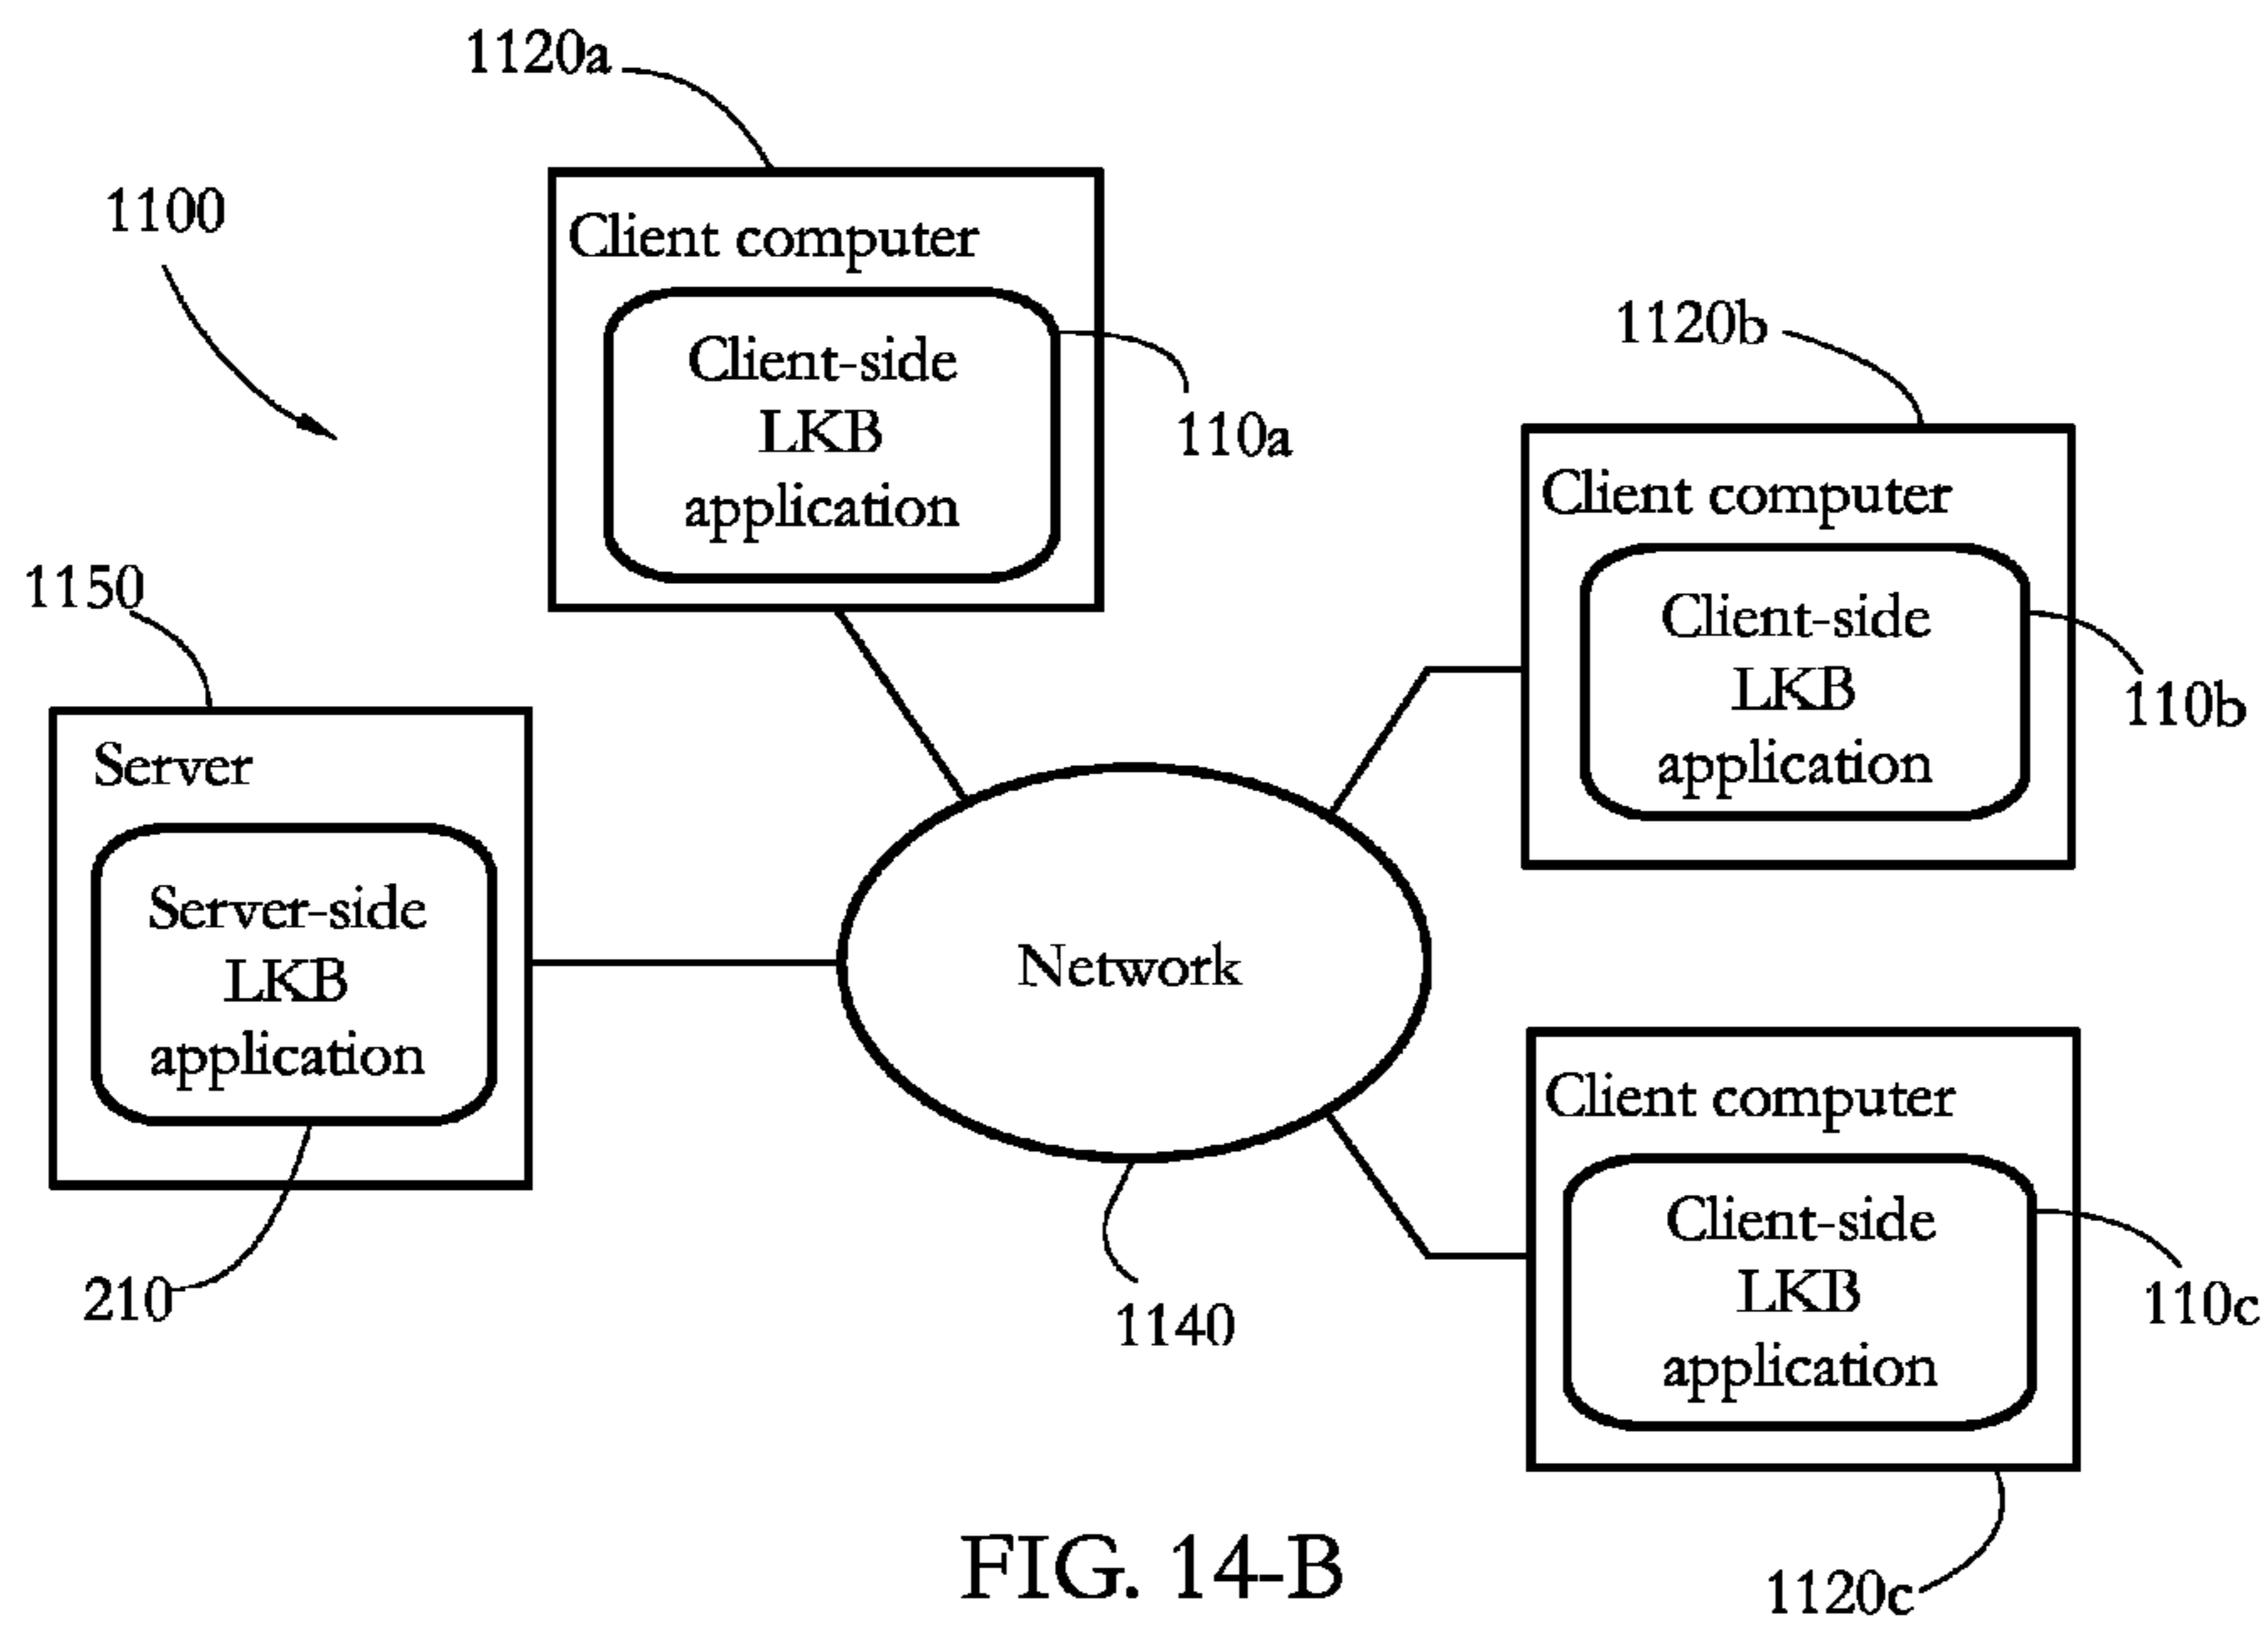 1120a
1100
Client computer
Client-side
LKB
application
110a
1120b
Client computer
Client-side
LKB
application
110b
1150
Server
Server-side
LKB
application
210
Network
1140
Client computer
Client-side
LKB
application
110c
1120c
FIG. 14-B